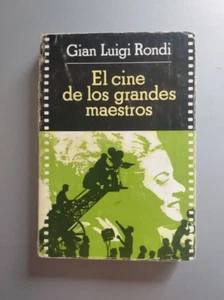 Gian Luigi Rondi
El cine
de los grandes
maestros